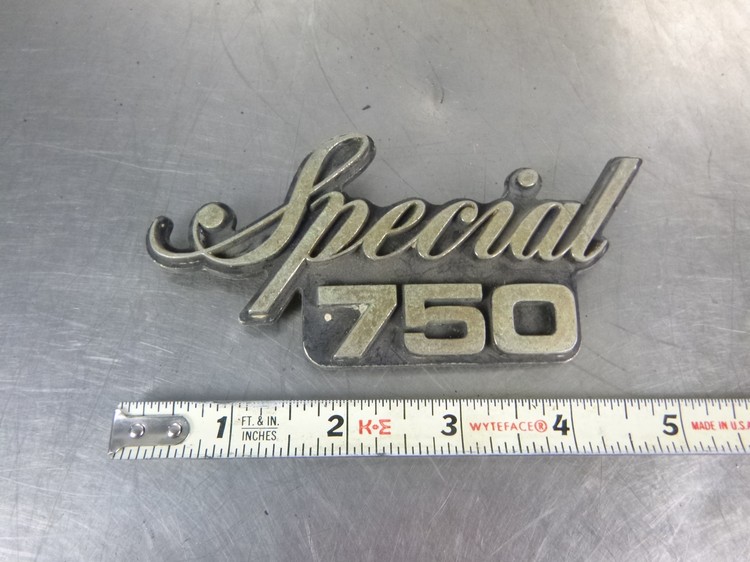 Special
750
1 FT. & IN. INCHES 2 K·E 3 WYTEFACE® 4 5 MADE IN U.S.A